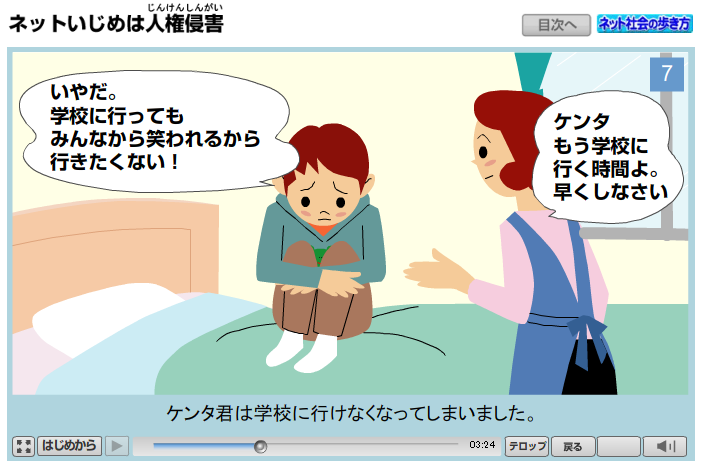 じんけんしんがい
ネットいじめは人権侵害
目次へ
ネット社会の歩き方
7
いやだ。
学校に行っても
みんなから笑われるから
行きたくない！
ケンタ
もう学校に
行く時間よ。
早くしなさい
ケンタ君は学校に行けなくなってしまいました。
はじめから
03:24
テロップ
戻る